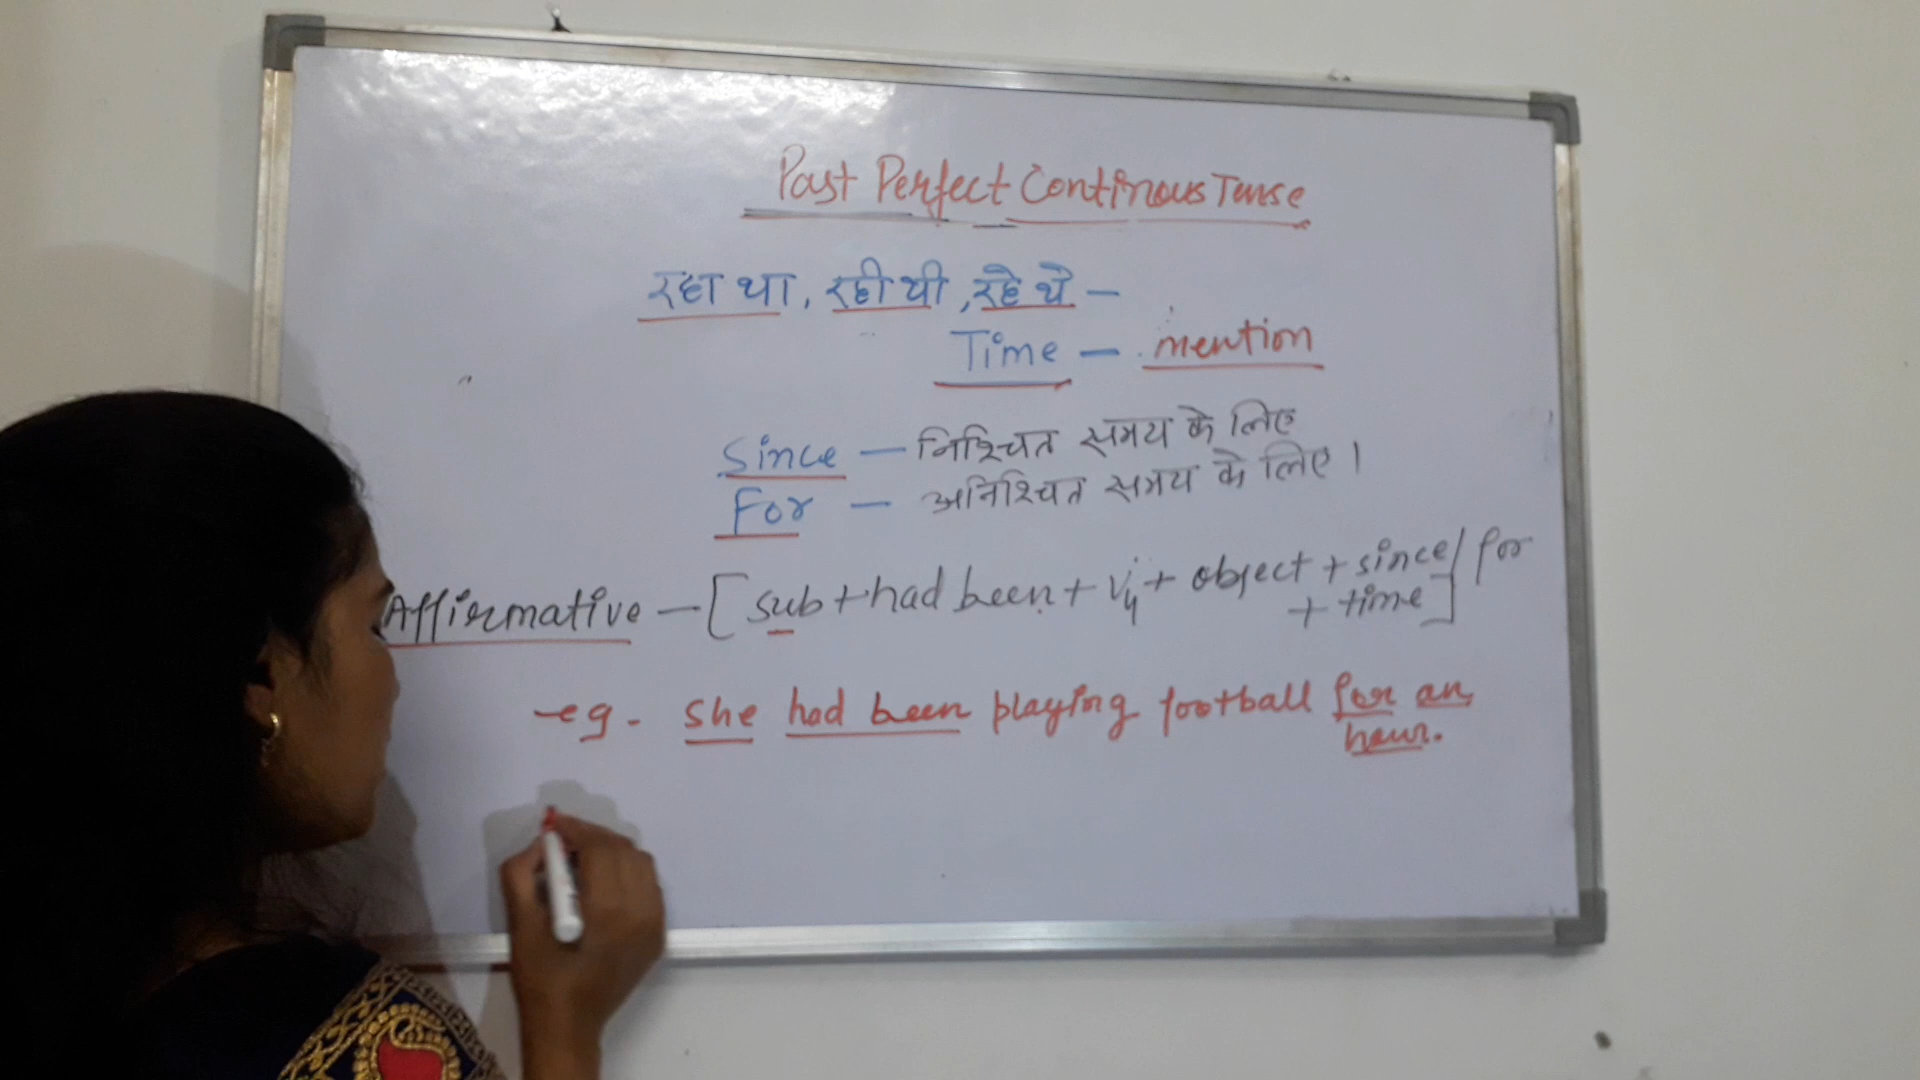 Past Perfect Continous Tense
रहा था, रही थी, रहे थे –
Time – mention
Since – निश्चित समय के लिए
For – अनिश्चित समय के लिए।
Affirmative – [sub + had been + V4 + object + since/for
+ time]
eg. She had been playing football for an
hour.